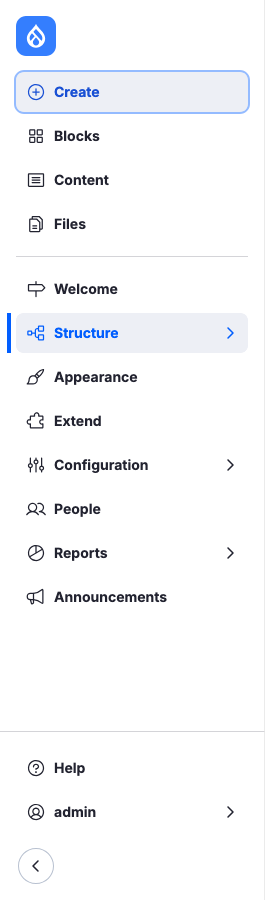 Create
Blocks
Content
Files
Welcome
Structure
Appearance
Extend
Configuration
People
Reports
Announcements
Help
admin